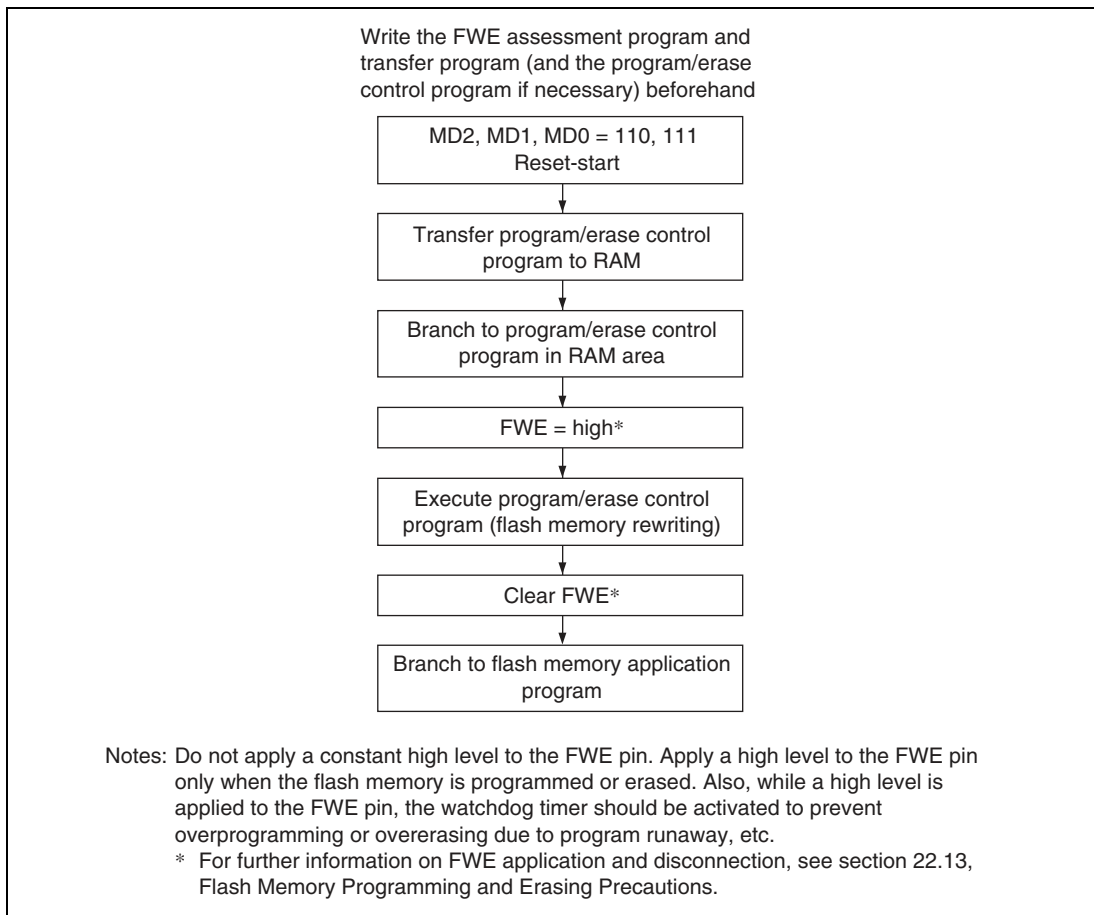 Write the FWE assessment program and
transfer program (and the program/erase
control program if necessary) beforehand
MD2, MD1, MD0 = 110, 111
Reset-start
Transfer program/erase control
program to RAM
Branch to program/erase control
program in RAM area
FWE = high*
Execute program/erase control
program (flash memory rewriting)
Clear FWE*
Branch to flash memory application
program
Notes: Do not apply a constant high level to the FWE pin. Apply a high level to the FWE pin
only when the flash memory is programmed or erased. Also, while a high level is
applied to the FWE pin, the watchdog timer should be activated to prevent
overprogramming or overerasing due to program runaway, etc.
* For further information on FWE application and disconnection, see section 22.13,
Flash Memory Programming and Erasing Precautions.